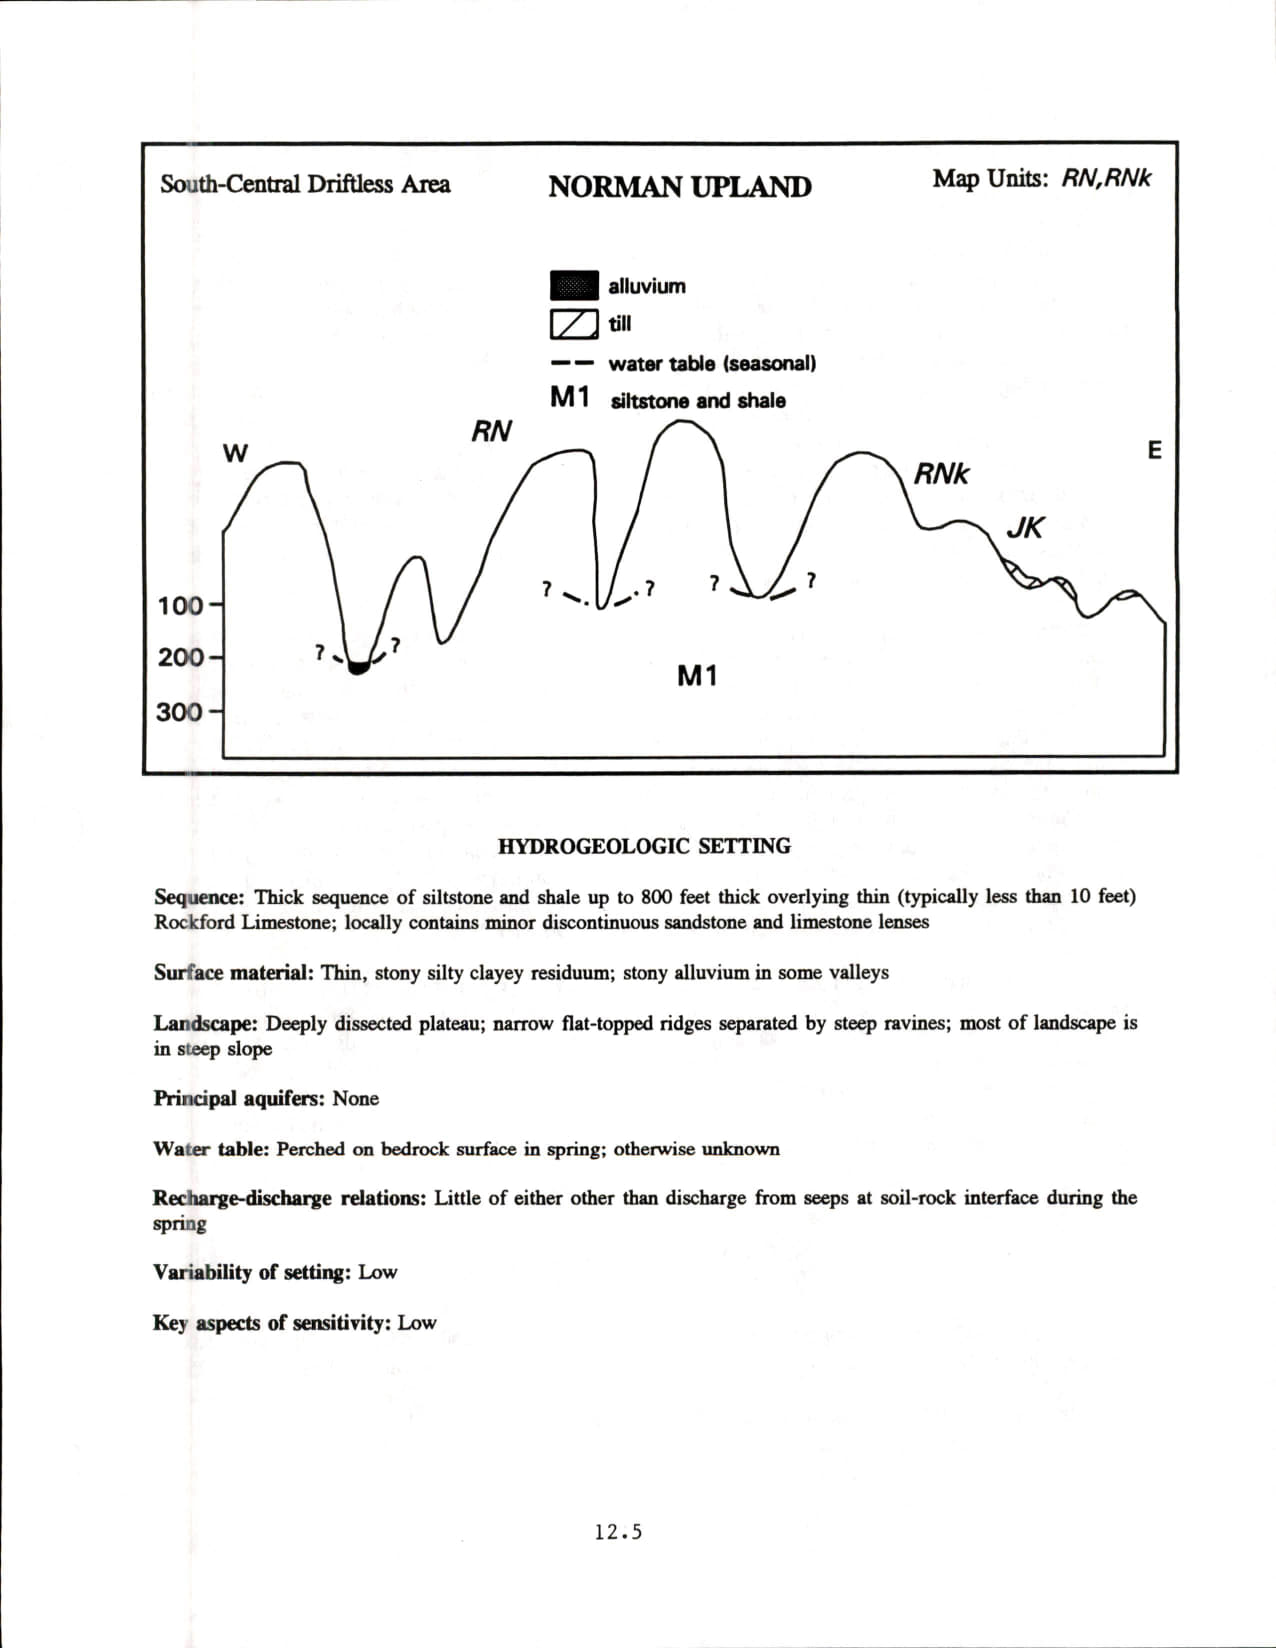 South-Central Driftless Area
NORMAN UPLAND
Map Units: RN,RNk
alluvium
till
water table (seasonal)
M1 siltstone and shale
RN
W
E
RNk
JK
? ?
? ?
100
200
300
? ?
M1
HYDROGEOLOGIC SETTING
Sequence: Thick sequence of siltstone and shale up to 800 feet thick overlying thin (typically less than 10 feet)
Rockford Limestone; locally contains minor discontinuous sandstone and limestone lenses
Surface material: Thin, stony silty clayey residuum; stony alluvium in some valleys
Landscape: Deeply dissected plateau; narrow flat-topped ridges separated by steep ravines; most of landscape is
in steep slope
Principal aquifers: None
Water table: Perched on bedrock surface in spring; otherwise unknown
Recharge-discharge relations: Little of either other than discharge from seeps at soil-rock interface during the
spring
Variability of setting: Low
Key aspects of sensitivity: Low
12.5